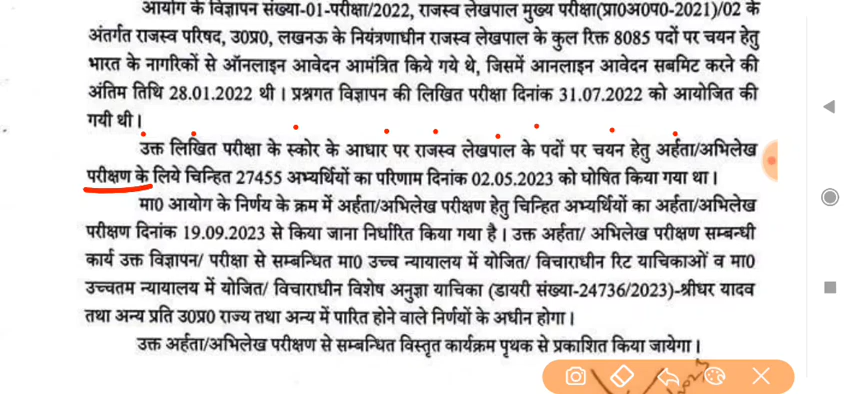 आयोग के विज्ञापन संख्या-01-परीक्षा/2022, राजस्व लेखपाल मुख्य परीक्षा(प्रा0अ0प0-2021)/02 के
अंतर्गत राजस्व परिषद, उ0प्र0, लखनऊ के नियंत्रणाधीन राजस्व लेखपाल के कुल रिक्त 8085 पदों पर चयन हेतु
भारत के नागरिकों से ऑनलाइन आवेदन आमंत्रित किये गये थे, जिसमें आनलाइन आवेदन सबमिट करने की
अंतिम तिथि 28.01.2022 थी। प्रश्नगत विज्ञापन की लिखित परीक्षा दिनांक 31.07.2022 को आयोजित की
गयी थी।
उक्त लिखित परीक्षा के स्कोर के आधार पर राजस्व लेखपाल के पदों पर चयन हेतु अर्हता/अभिलेख
परीक्षण के लिये चिन्हित 27455 अभ्यर्थियों का परिणाम दिनांक 02.05.2023 को घोषित किया गया था।
मा0 आयोग के निर्णय के क्रम में अर्हता/अभिलेख परीक्षण हेतु चिन्हित अभ्यर्थियों का अर्हता/अभिलेख
परीक्षण दिनांक 19.09.2023 से किया जाना निर्धारित किया गया है। उक्त अर्हता/ अभिलेख परीक्षण सम्बन्धी
कार्य उक्त विज्ञापन/ परीक्षा से सम्बन्धित मा0 उच्च न्यायालय में योजित/ विचाराधीन रिट याचिकाओं व मा0
उच्चतम न्यायालय में योजित/ विचाराधीन विशेष अनुज्ञा याचिका (डायरी संख्या-24736/2023)-श्रीधर यादव
तथा अन्य प्रति उ0प्र0 राज्य तथा अन्य में पारित होने वाले निर्णयों के अधीन होगा।
उक्त अर्हता/अभिलेख परीक्षण से सम्बन्धित विस्तृत कार्यक्रम पृथक से प्रकाशित किया जायेगा।